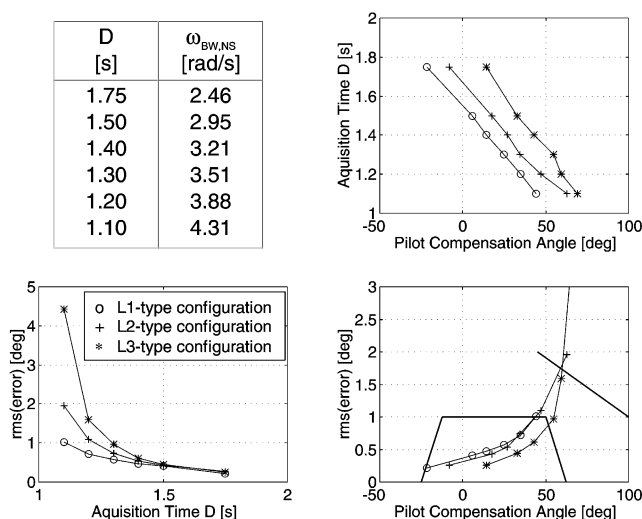 D ω_BW,NS
[s] [rad/s]
1.75 2.46
1.50 2.95
1.40 3.21
1.30 3.51
1.20 3.88
1.10 4.31
2
1.8
1.6
1.4
1.2
1
-50 0 50 100
Aquisition Time D [s]
Pilot Compensation Angle [deg]
5
4
3
2
1
0
1 1.5 2
rms(error) [deg]
Aquisition Time D [s]
L1-type configuration
L2-type configuration
L3-type configuration
3
2
1.5
1
0.5
0
-50 0 50 100
rms(error) [deg]
Pilot Compensation Angle [deg]